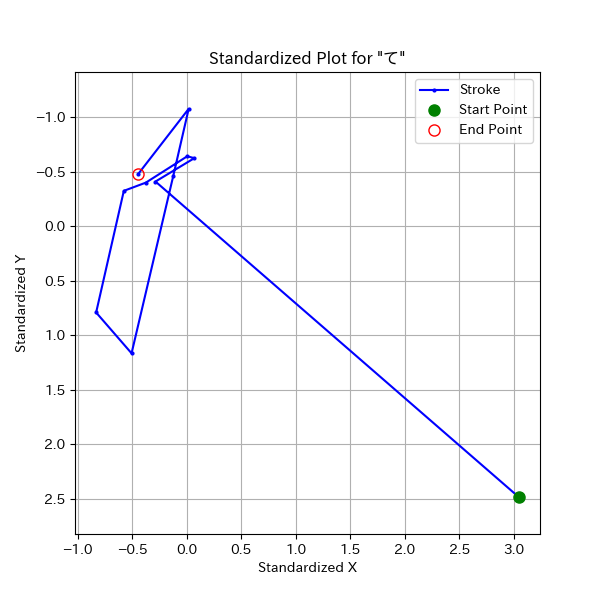 Standardized Plot for "て"
Stroke
Start Point
End Point
−1.0
−0.5
0.0
0.5
1.0
1.5
2.0
2.5
Standardized Y
−1.0 −0.5 0.0 0.5 1.0 1.5 2.0 2.5 3.0
Standardized X